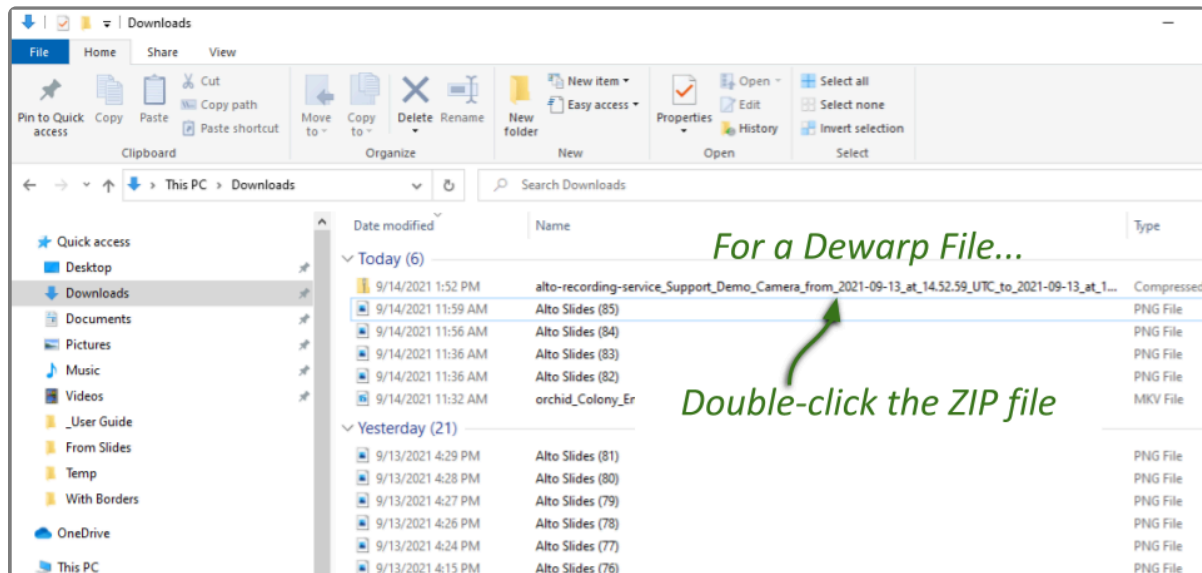 Downloads
File Home Share View
Pin to Quick access
Copy
Paste
Cut
Copy path
Paste shortcut
Clipboard
Move to
Copy to
Delete
Rename
Organize
New folder
New item
Easy access
New
Properties
Open
Edit
History
Open
Select all
Select none
Invert selection
Select
This PC > Downloads
Search Downloads
Quick access
Desktop
Downloads
Documents
Pictures
Music
Videos
_User Guide
From Slides
Temp
With Borders
OneDrive
This PC
Date modified Name Type
For a Dewarp File...
Today (6)
9/14/2021 1:52 PM alto-recording-service_Support_Demo_Camera_from_2021-09-13_at_14.52.59_UTC_to_2021-09-13_at_1... Compressed
9/14/2021 11:59 AM Alto Slides (85) PNG File
9/14/2021 11:56 AM Alto Slides (84) PNG File
9/14/2021 11:36 AM Alto Slides (83) PNG File
9/14/2021 11:36 AM Alto Slides (82) PNG File
9/14/2021 11:32 AM orchid_Colony_Er MKV File
Double-click the ZIP file
Yesterday (21)
9/13/2021 4:29 PM Alto Slides (81) PNG File
9/13/2021 4:28 PM Alto Slides (80) PNG File
9/13/2021 4:27 PM Alto Slides (79) PNG File
9/13/2021 4:26 PM Alto Slides (78) PNG File
9/13/2021 4:24 PM Alto Slides (77) PNG File
9/13/2021 4:15 PM Alto Slides (76) PNG File